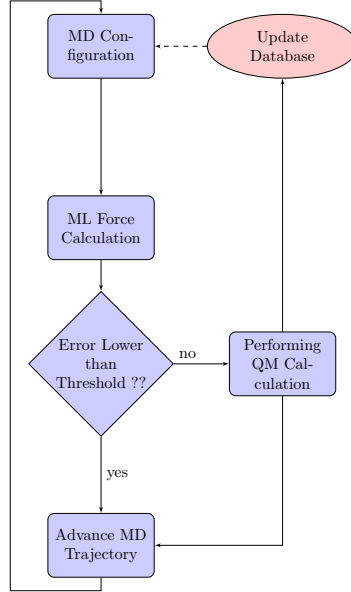 MD Con-
figuration
Update
Database
ML Force
Calculation
Error Lower
than
Threshold ??
no
Performing
QM Cal-
culation
yes
Advance MD
Trajectory